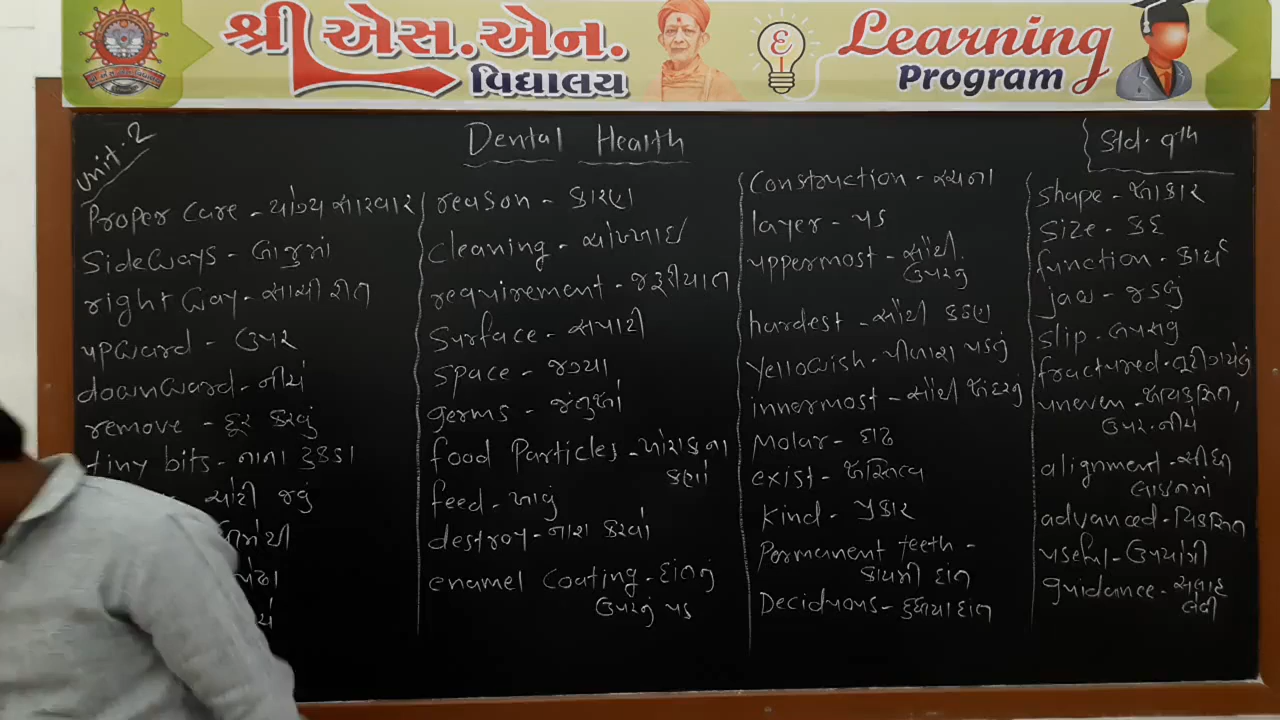 શ્રી એસ.એન.
વિદ્યાલય
Learning
Program
Unit-2
Dental Health
Std-9th
Proper Care - યોગ્ય સારવાર
Sideways - બાજુમાં
right way - સાચી રીત
upward - ઉપર
downward - નીચે
remove - દૂર કરવું
tiny bits - નાના ટુકડા
ચોંટી જવું
reason - કારણ
cleaning - ચોખ્ખાઇ
requirement - જરૂરીયાત
Surface - સપાટી
Space - જગ્યા
germs - જંતુઓ
food Particles - ખોરાકના
કણો
feed - ખાવું
destroy - નાશ કરવો
enamel Coating - દાંતનું
ઉપરનું પડ
Construction - રચના
layer - પડ
uppermost - સૌથી
ઉપરનું
hardest - સૌથી કઠણ
Yellowish - પીળાશ પડતું
innermost - સૌથી અંદરનું
Molar - દાઢ
exist - અસ્તિત્વ
Kind - પ્રકાર
Permanent teeth -
કાયમી દાંત
Deciduous - દુધીયા દાંત
Shape - આકાર
Size - કદ
function - કાર્ય
jaw - જડબું
slip - લપસવું
fractured - તૂટી ગયેલું
uneven - અવ્યવસ્થિત,
ઉપર-નીચે
alignment - સીધી
લાઇનમાં
advanced - વિકસિત
useful - ઉપયોગી
guidance - સલાહ
લેવી